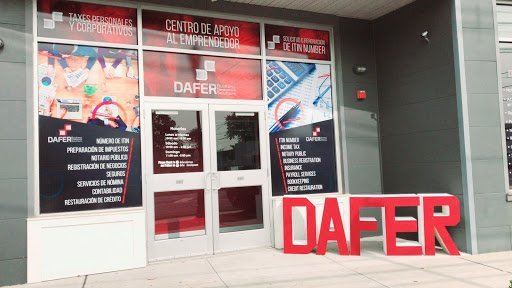 TAXES PERSONALES
Y CORPORATIVOS
CENTRO DE APOYO
AL EMPRENDEDOR
SOLICITUD E RENOVACION
DE ITIN NUMBER
DAFER
DAFER
NÚMERO DE ITIN
PREPARACIÓN DE IMPUESTOS
NOTARIO PÚBLICO
REGISTRACIÓN DE NEGOCIOS
SEGUROS
SERVICIOS DE NÓMINA
CONTABILIDAD
RESTAURACIÓN DE CRÉDITO
DAFER
ITIN NUMBER
INCOME TAX
NOTARY PUBLIC
BUSINESS REGISTRATION
INSURANCE
PAYROLL SERVICES
BOOKKEEPING
CREDIT RESTAURATION
DAFER